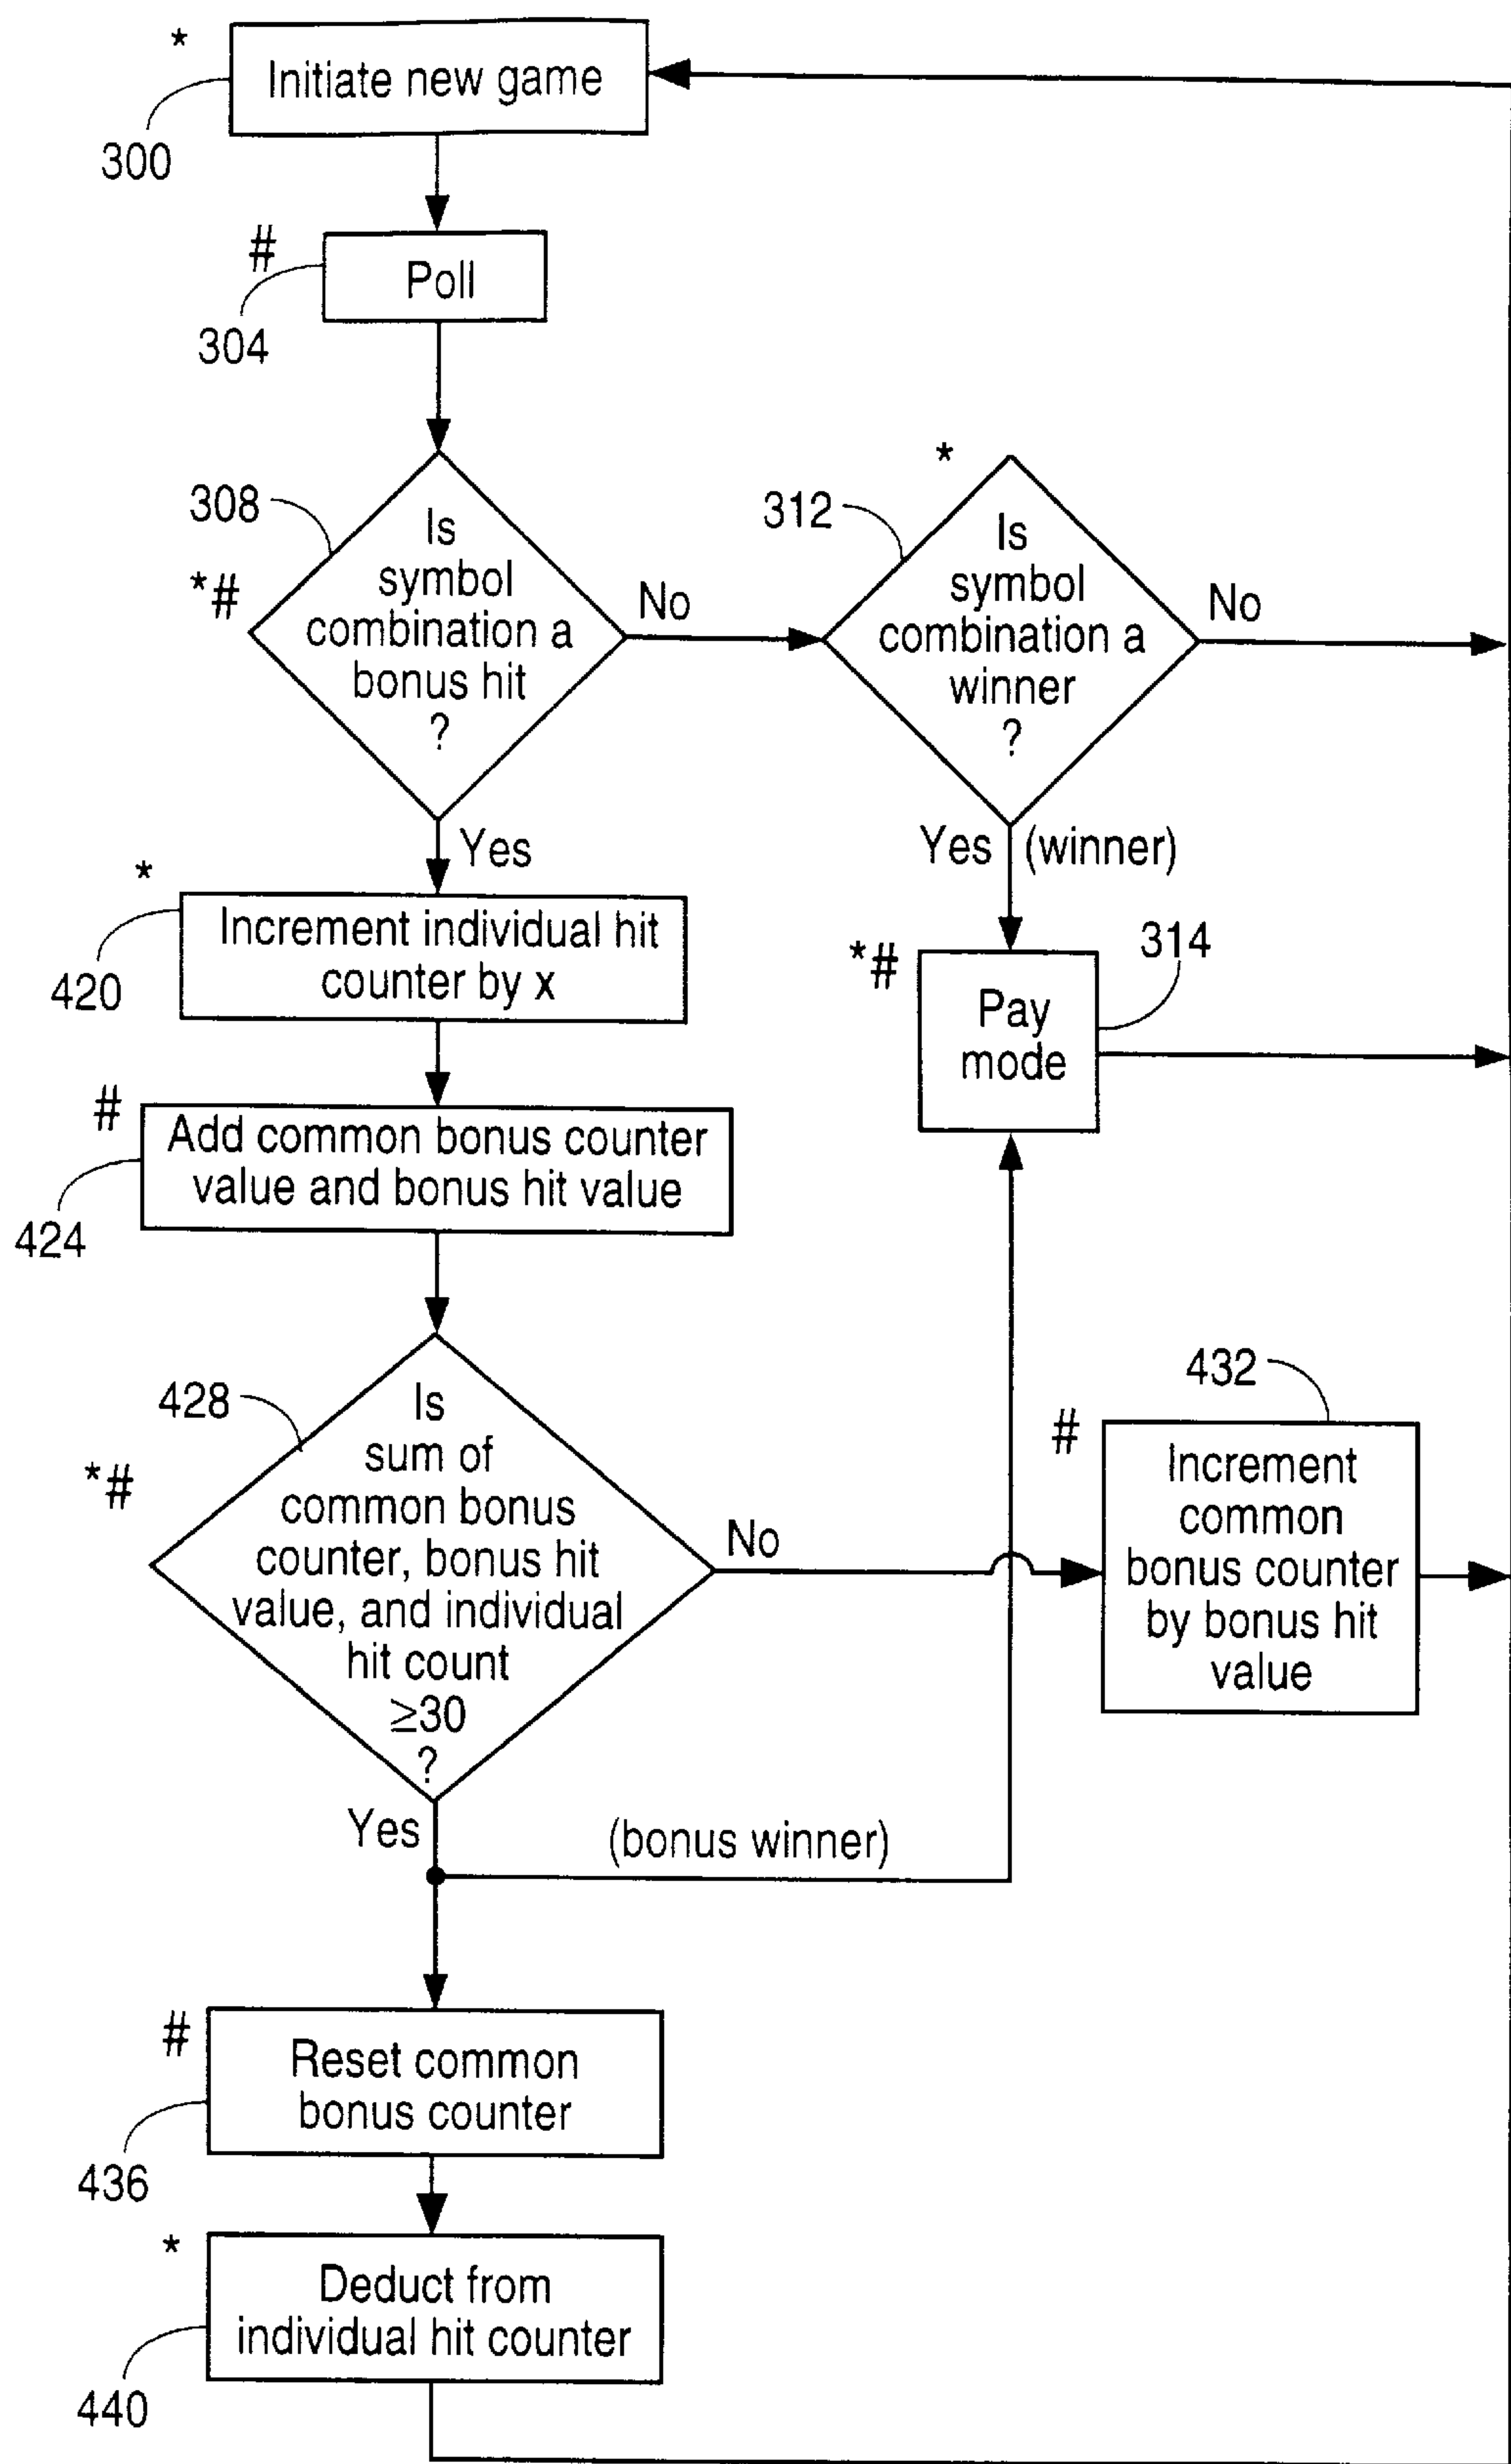 *
Initiate new game
300
#
Poll
304
308
*#
Is
symbol
combination a
bonus hit
?
No
*
312
Is
symbol
combination a
winner
?
No
Yes
Yes (winner)
*
Increment individual hit
counter by x
420
*#
Pay
mode
314
#
Add common bonus counter
value and bonus hit value
424
428
*#
Is
sum of
common bonus
counter, bonus hit
value, and individual
hit count
≥30
?
No
432
#
Increment
common
bonus counter
by bonus hit
value
Yes
(bonus winner)
#
Reset common
bonus counter
436
*
Deduct from
individual hit counter
440